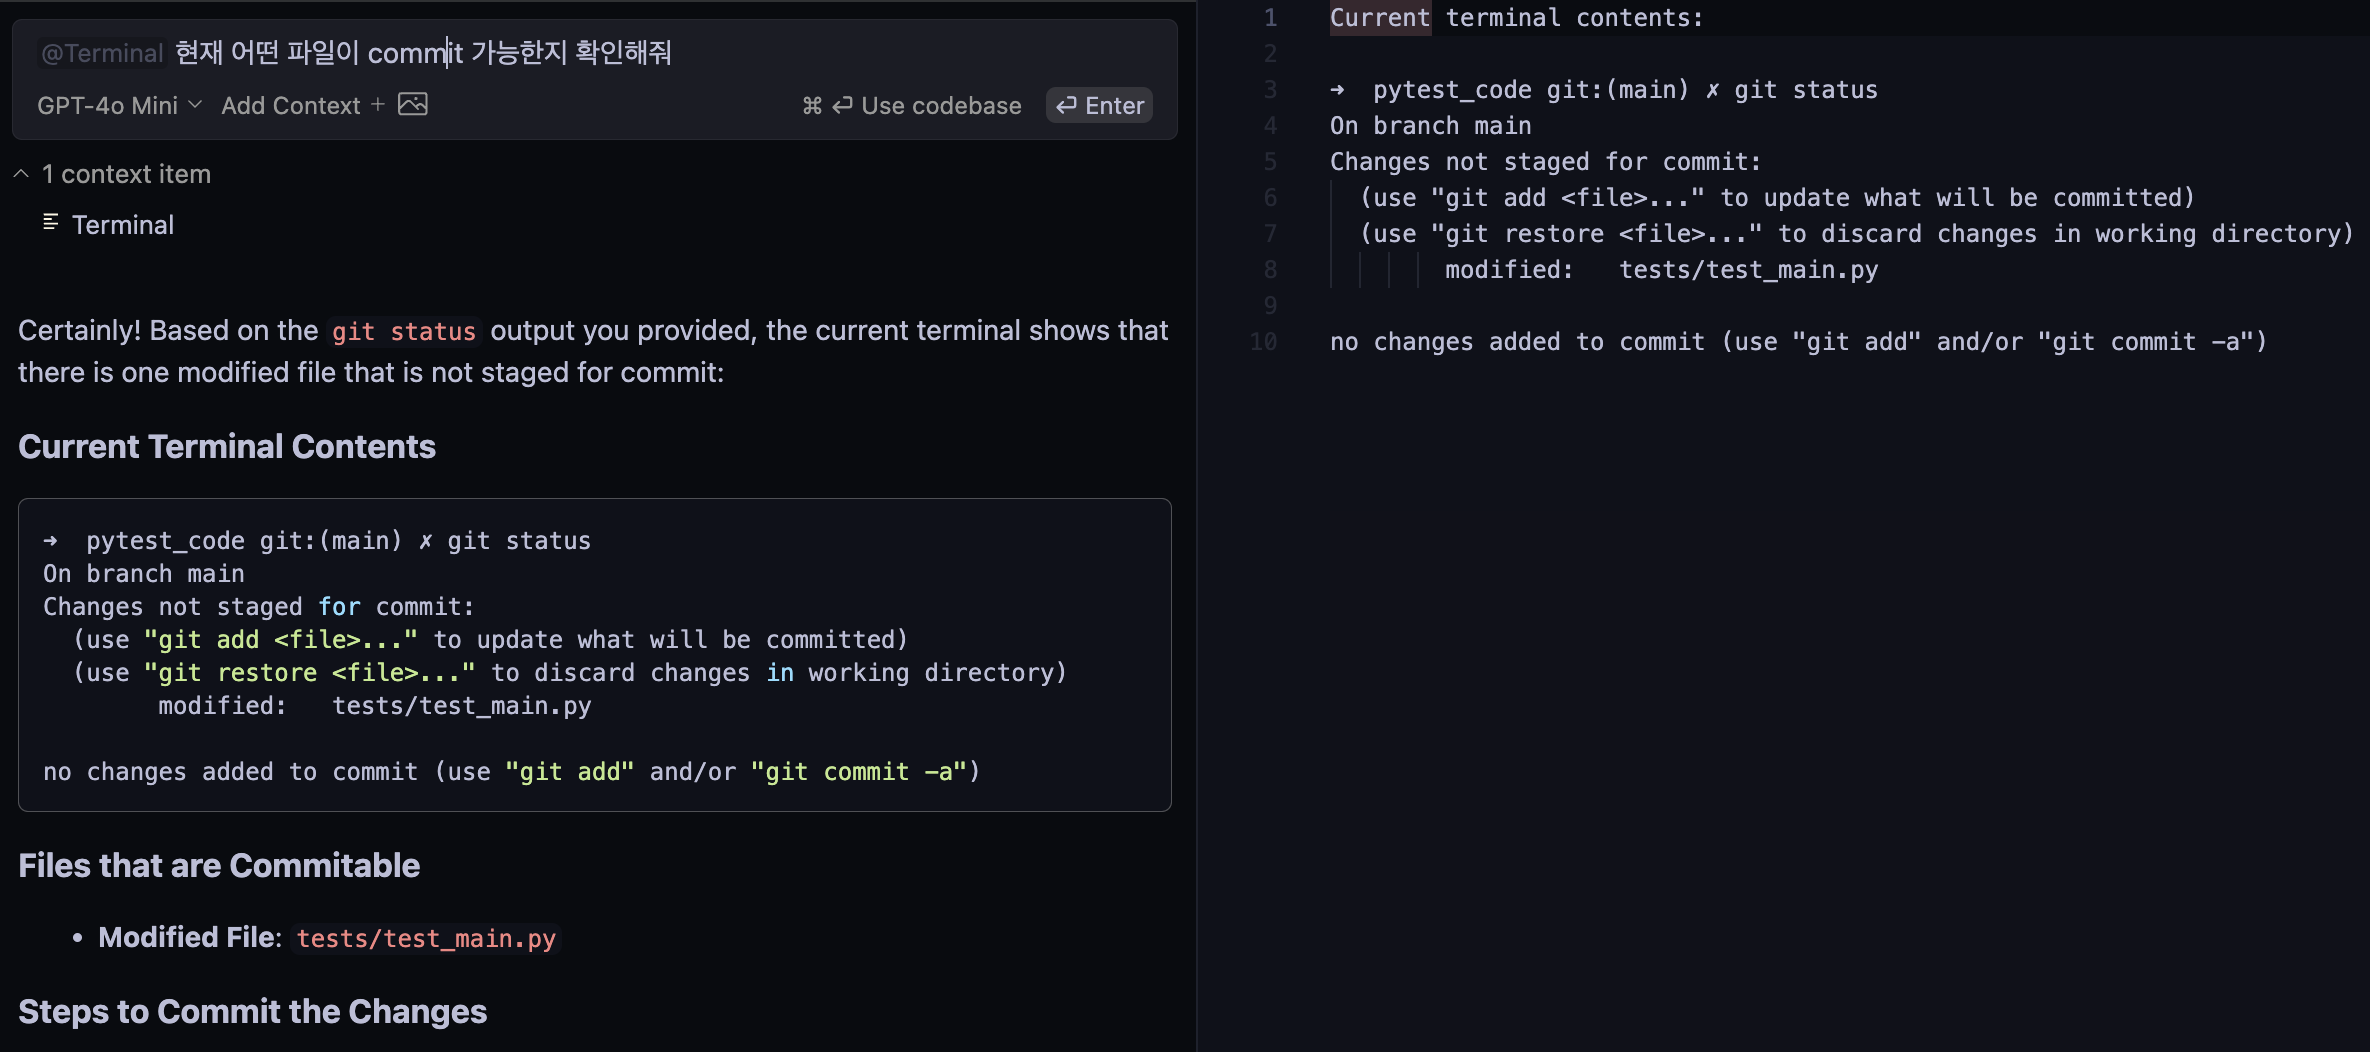 @Terminal 현재 어떤 파일이 commit 가능한지 확인해줘
GPT-4o Mini Add Context + ⌘ ⏎ Use codebase ⏎ Enter
1 context item
Terminal
Certainly! Based on the git status output you provided, the current terminal shows that
there is one modified file that is not staged for commit:
Current Terminal Contents
➜  pytest_code git:(main) ✗ git status
On branch main
Changes not staged for commit:
  (use "git add <file>..." to update what will be committed)
  (use "git restore <file>..." to discard changes in working directory)
        modified:   tests/test_main.py
no changes added to commit (use "git add" and/or "git commit -a")
Files that are Commitable
• Modified File: tests/test_main.py
Steps to Commit the Changes
1 Current terminal contents:
2
3 ➜  pytest_code git:(main) ✗ git status
4 On branch main
5 Changes not staged for commit:
6   (use "git add <file>..." to update what will be committed)
7   (use "git restore <file>..." to discard changes in working directory)
8         modified:   tests/test_main.py
9
10 no changes added to commit (use "git add" and/or "git commit -a")